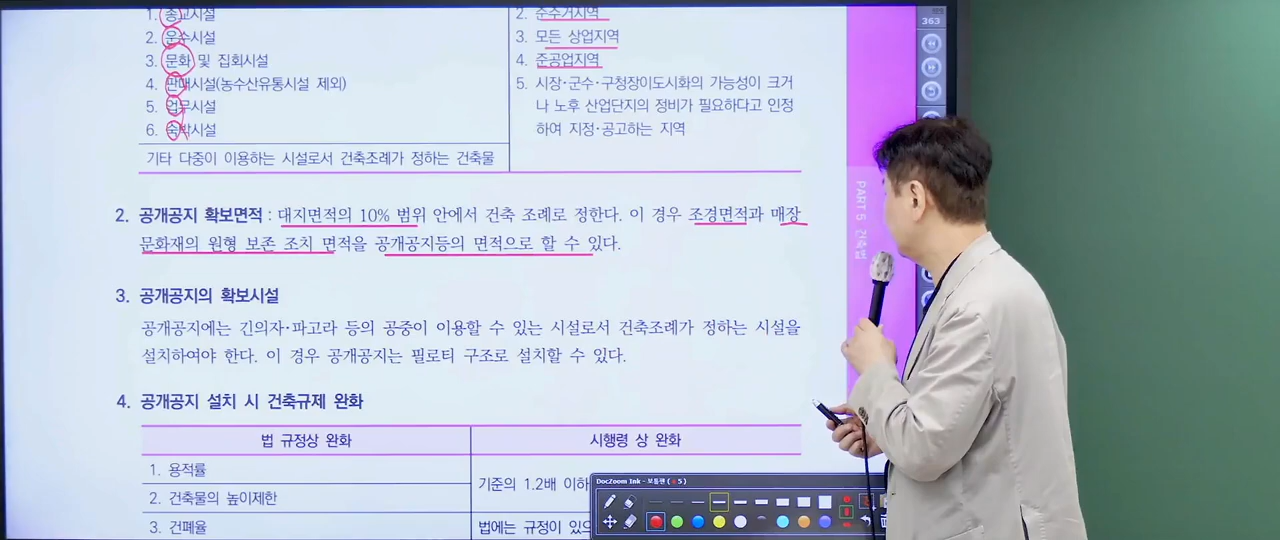 1. 종교시설
2. 운수시설
3. 문화 및 집회시설
4. 판매시설(농수산유통시설 제외)
5. 업무시설
6. 숙박시설
기타 다중이 이용하는 시설로서 건축조례가 정하는 건축물
2. 준주거지역
3. 모든 상업지역
4. 준공업지역
5. 시장·군수·구청장이도시화의 가능성이 크거
나 노후 산업단지의 정비가 필요하다고 인정
하여 지정·공고하는 지역
2. 공개공지 확보면적 : 대지면적의 10% 범위 안에서 건축 조례로 정한다. 이 경우 조경면적과 매장
문화재의 원형 보존 조치 면적을 공개공지등의 면적으로 할 수 있다.
3. 공개공지의 확보시설
공개공지에는 긴의자·파고라 등의 공중이 이용할 수 있는 시설로서 건축조례가 정하는 시설을
설치하여야 한다. 이 경우 공개공지는 필로티 구조로 설치할 수 있다.
4. 공개공지 설치 시 건축규제 완화
법 규정상 완화
시행령 상 완화
1. 용적률
2. 건축물의 높이제한
기준의 1.2배 이하
3. 건폐율
법에는 규정이 있으
PART 5 건축법
363
DocZoom Ink - 보통펜 ( 5 )